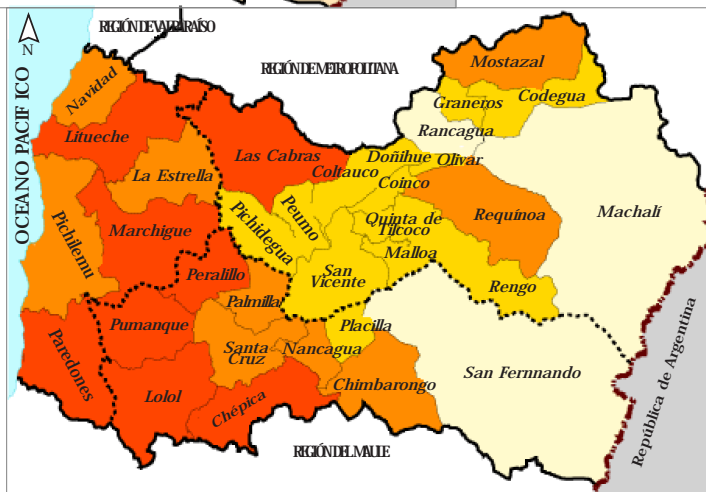 REGIÓN DE VALPARAÍSO
REGIÓN DE METROPOLITANA
N
OCEANO PACIFICO
Navidad
Mostazal
Graneros
Codegua
Rancagua
Litueche
Las Cabras
Doñihue
Olivar
Coltauco
La Estrella
Coinco
Pichidegua
Peumo
Quinta de
Tilcoco
Requínoa
Machalí
Pichilemu
Marchigue
Malloa
Peralillo
San
Vicente
Rengo
Palmilla
Pumanque
Placilla
Santa
Cruz
Nancagua
Paredones
San Fernnando
Chimbarongo
Lolol
Chépica
República de Argentina
REGIÓN DEL MAULE